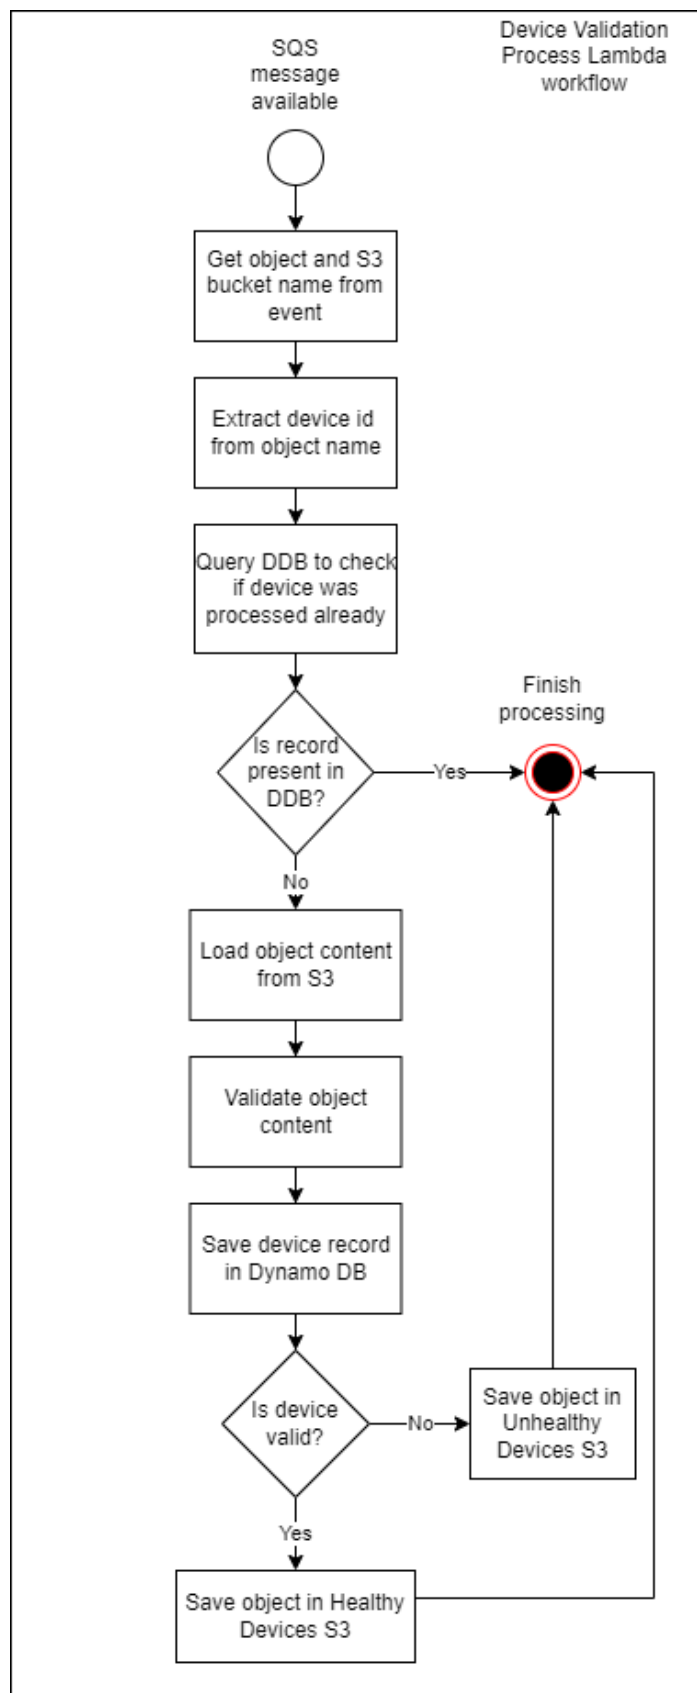 Device Validation
Process Lambda
workflow
SQS
message
available
Get object and S3
bucket name from
event
Extract device id
from object name
Query DDB to check
if device was
processed already
Finish
processing
Is record
present in
DDB?
Yes
No
Load object content
from S3
Validate object
content
Save device record
in Dynamo DB
Is device
valid?
No
Save object in
Unhealthy
Devices S3
Yes
Save object in Healthy
Devices S3